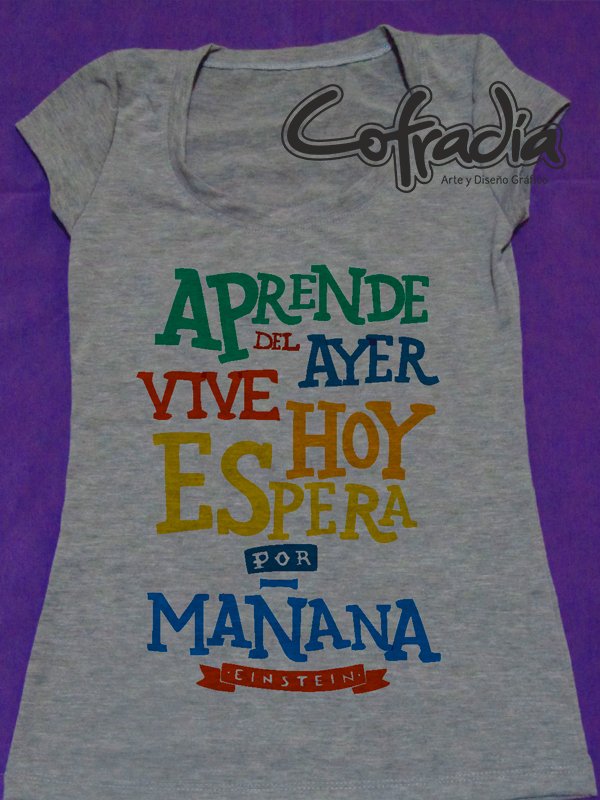 Cofradía
Arte y Diseño Gráfico
APRENDE
DEL AYER
VIVE HOY
ESPERA
POR
MAÑANA
EINSTEIN